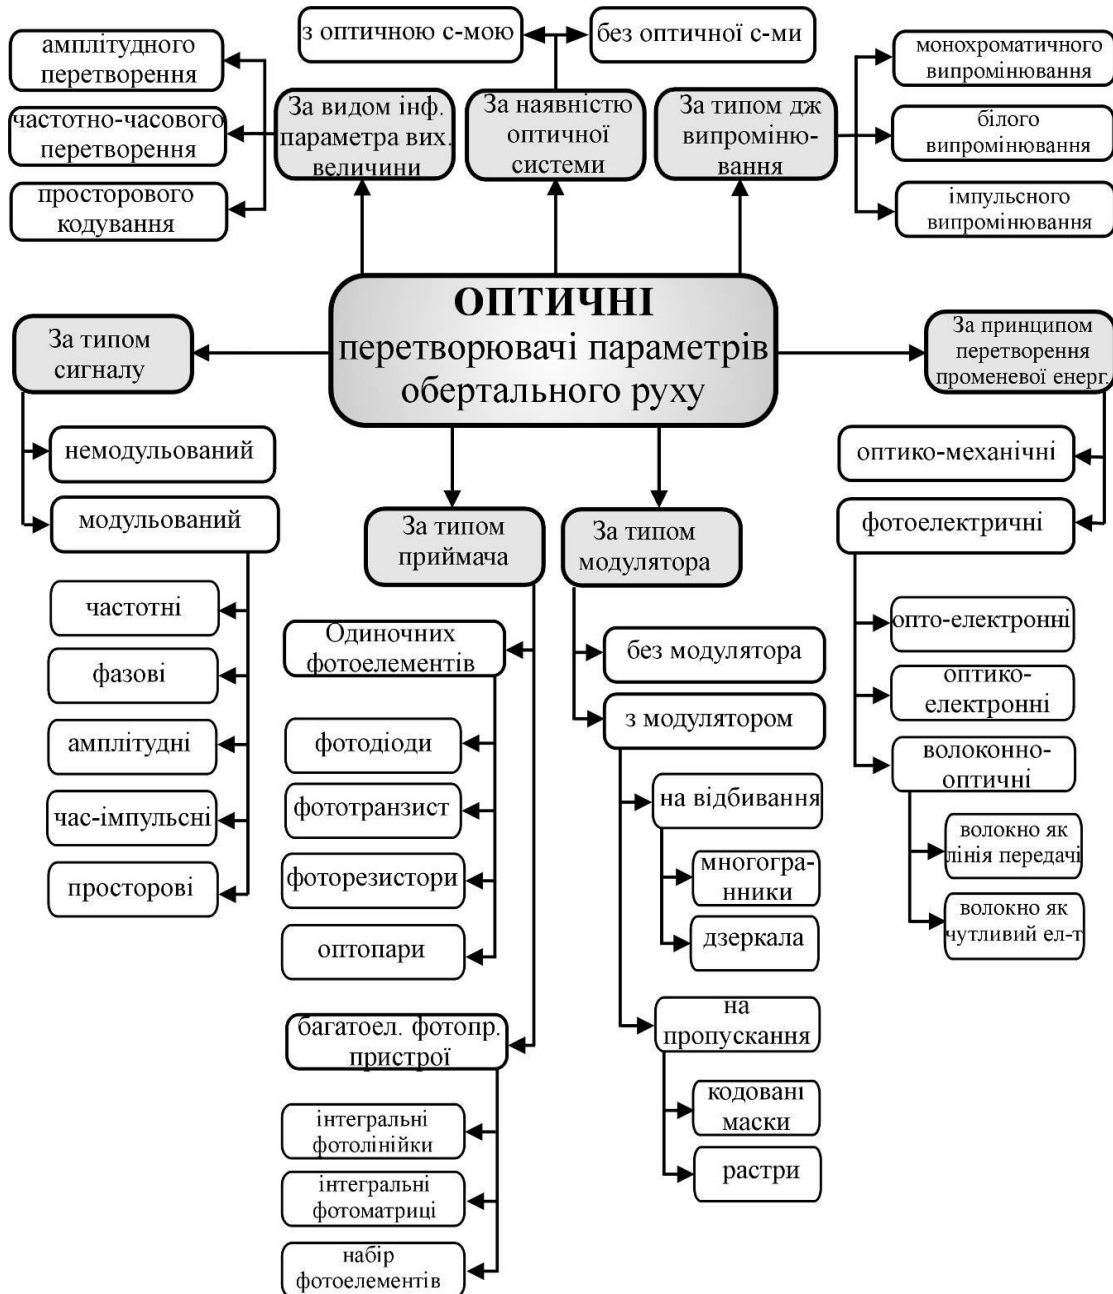 з оптичною с-мою
без оптичної с-ми
амплітудного
перетворення
частотно-часового
перетворення
просторового
кодування
За видом інф.
параметра вих.
величини
За наявністю
оптичної
системи
За типом дж
випроміню-
вання
монохроматичного
випромінювання
білого
випромінювання
імпульсного
випромінювання
ОПТИЧНІ
перетворювачі параметрів
обертального руху
За типом
сигналу
немодульований
модульований
частотні
фазові
амплітудні
час-імпульсні
просторові
За типом
приймача
Одиночних
фотоелементів
фотодіоди
фототранзист
фоторезистори
оптопари
багатоел. фотопр.
пристрої
інтегральні
фотолінійки
інтегральні
фотоматриці
набір
фотоелементів
За типом
модулятора
без модулятора
з модулятором
на відбивання
многогра-
нники
дзеркала
на
пропускання
кодовані
маски
растри
За принципом
перетворення
променевої енерг.
оптико-механічні
фотоелектричні
опто-електронні
оптико-
електронні
волоконно-
оптичні
волокно як
лінія передачі
волокно як
чутливий ел-т